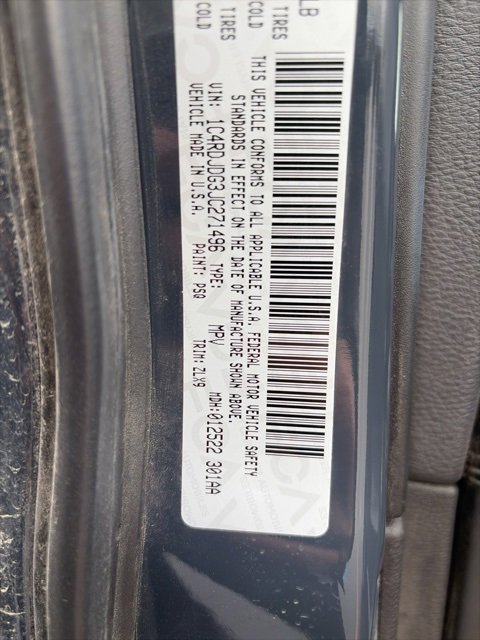 LB
TIRES COLD
TIRES COLD
THIS VEHICLE CONFORMS TO ALL APPLICABLE U.S.A. FEDERAL MOTOR VEHICLE SAFETY
STANDARDS IN EFFECT ON THE DATE OF MANUFACTURE SHOWN ABOVE.
VIN: 1C4RDJDG3JC271496 TYPE: MPV MDH:012522 301AA
VEHICLE MADE IN U.S.A. PAINT: PSQ TRIM:ZLX9